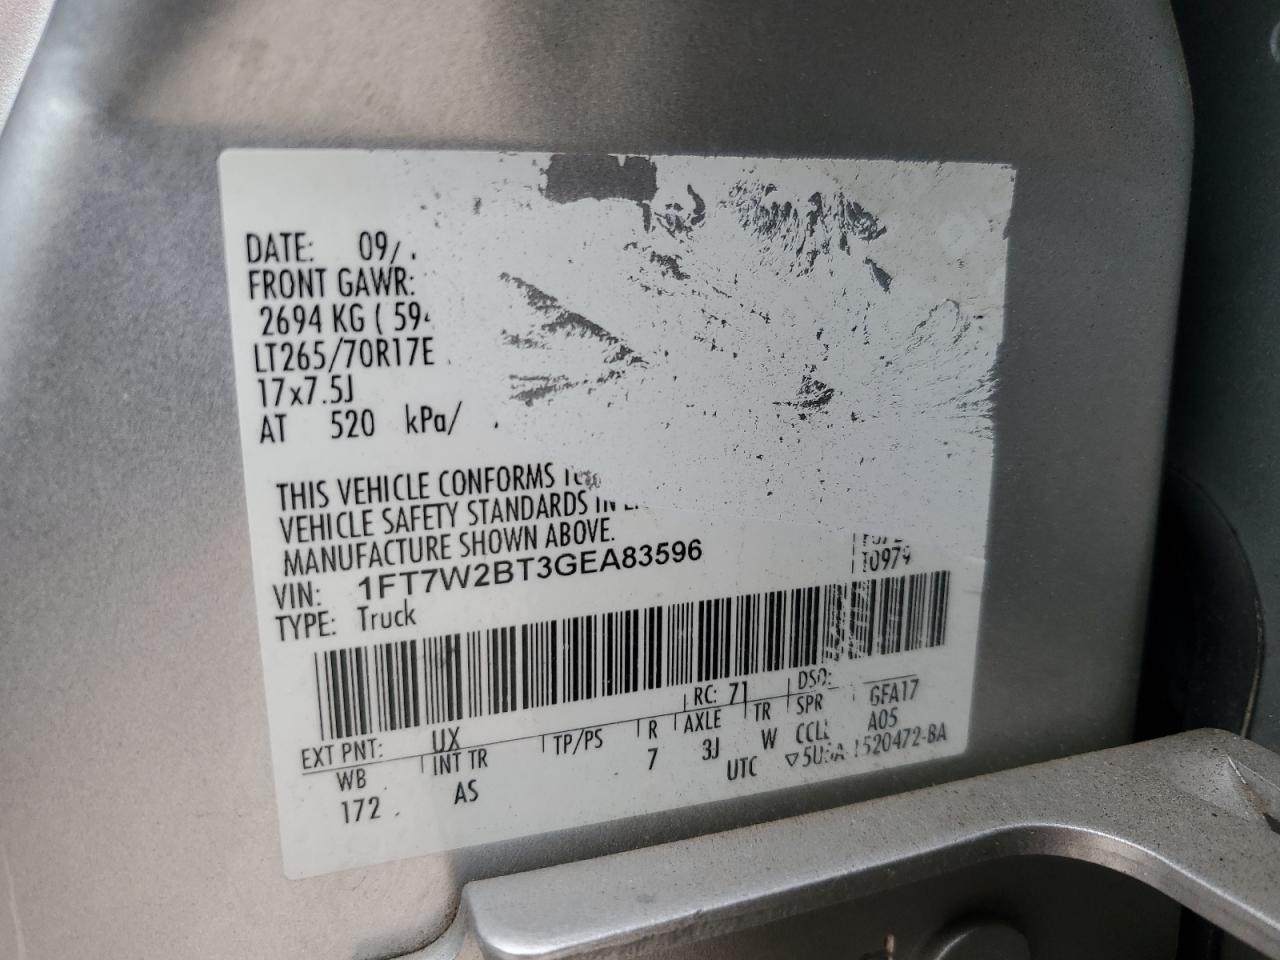 DATE: 09/
FRONT GAWR:
2694 KG ( 59
LT265/70R17E
17x7.5J
AT 520 kPa/
THIS VEHICLE CONFORMS
VEHICLE SAFETY STANDARDS IN
MANUFACTURE SHOWN ABOVE.
VIN: 1FT7W2BT3GEA83596
T0979
TYPE: Truck
EXT PNT: UX RC: 71 DSO:
WB INT TR TP/PS R AXLE TR SPR GFA17
172 AS 7 3J W CCLL A05
UTC 1520472-BA